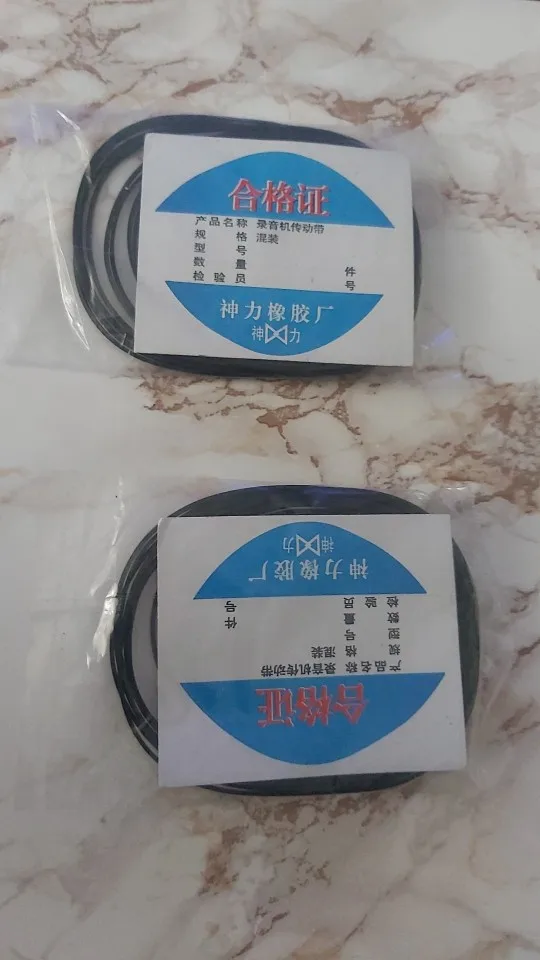 合格证
产品名称 录音机传动带
规格 混装
型号
数量 件
检验员 号
神力橡胶厂
神 力
神 力
神力橡胶厂
检验员 号
数量 件
型号
规格 混装
产品名称 录音机传动带
合格证